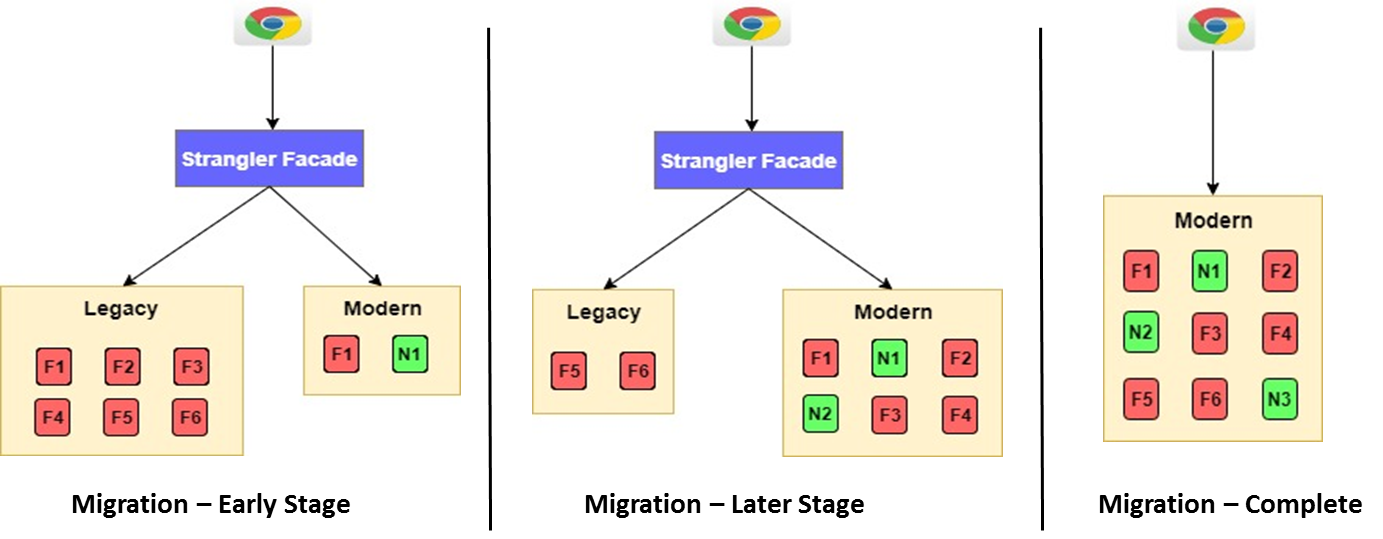 Strangler Facade
Legacy
F1 F2 F3
F4 F5 F6
Modern
F1 N1
Migration – Early Stage
Strangler Facade
Legacy
F5 F6
Modern
F1 N1 F2
N2 F3 F4
Migration – Later Stage
Modern
F1 N1 F2
N2 F3 F4
F5 F6 N3
Migration – Complete